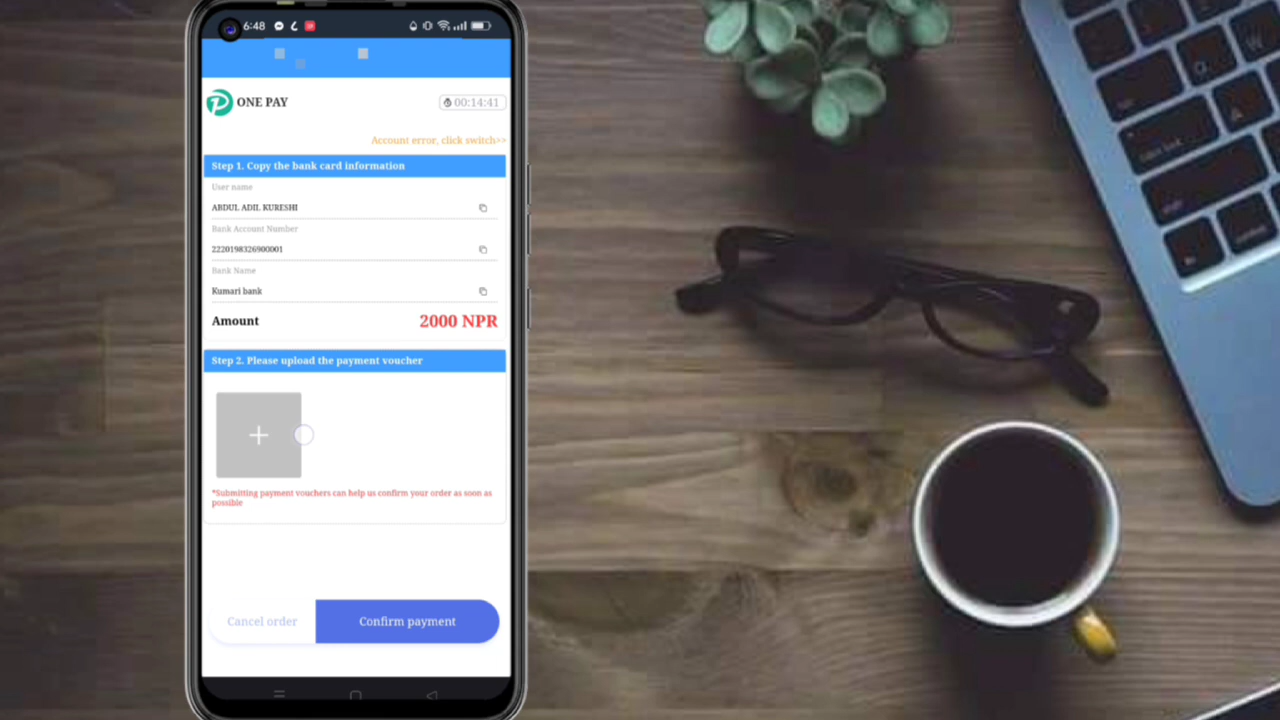 6:48
ONE PAY
00:14:41
Account error, click switch>>
Step 1. Copy the bank card information
User name
ABDUL ADIL KURESHI
Bank Account Number
2220198326900001
Bank Name
Kumari bank
Amount
2000 NPR
Step 2. Please upload the payment voucher
+
*Submitting payment vouchers can help us confirm your order as soon as
possible
Cancel order
Confirm payment